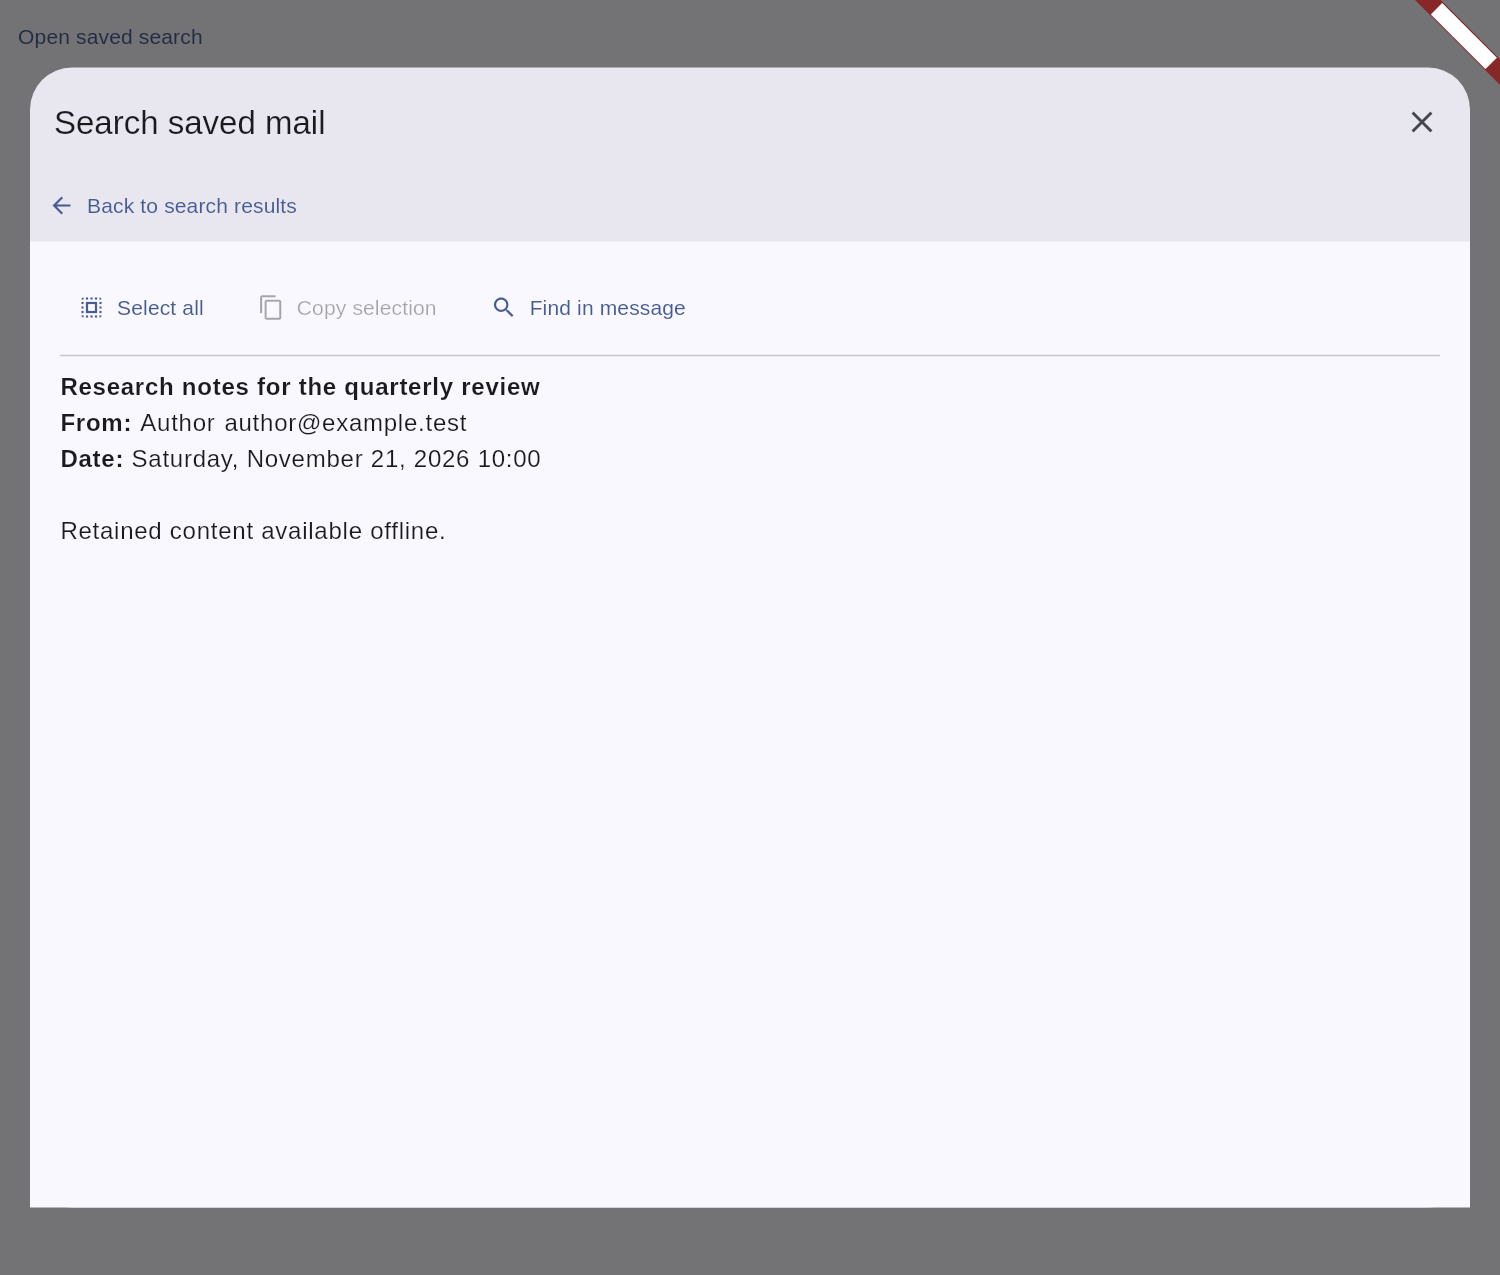 Open saved search
Search saved mail
Back to search results
Select all
Copy selection
Find in message
Research notes for the quarterly review
From: Author author@example.test
Date: Saturday, November 21, 2026 10:00
Retained content available offline.